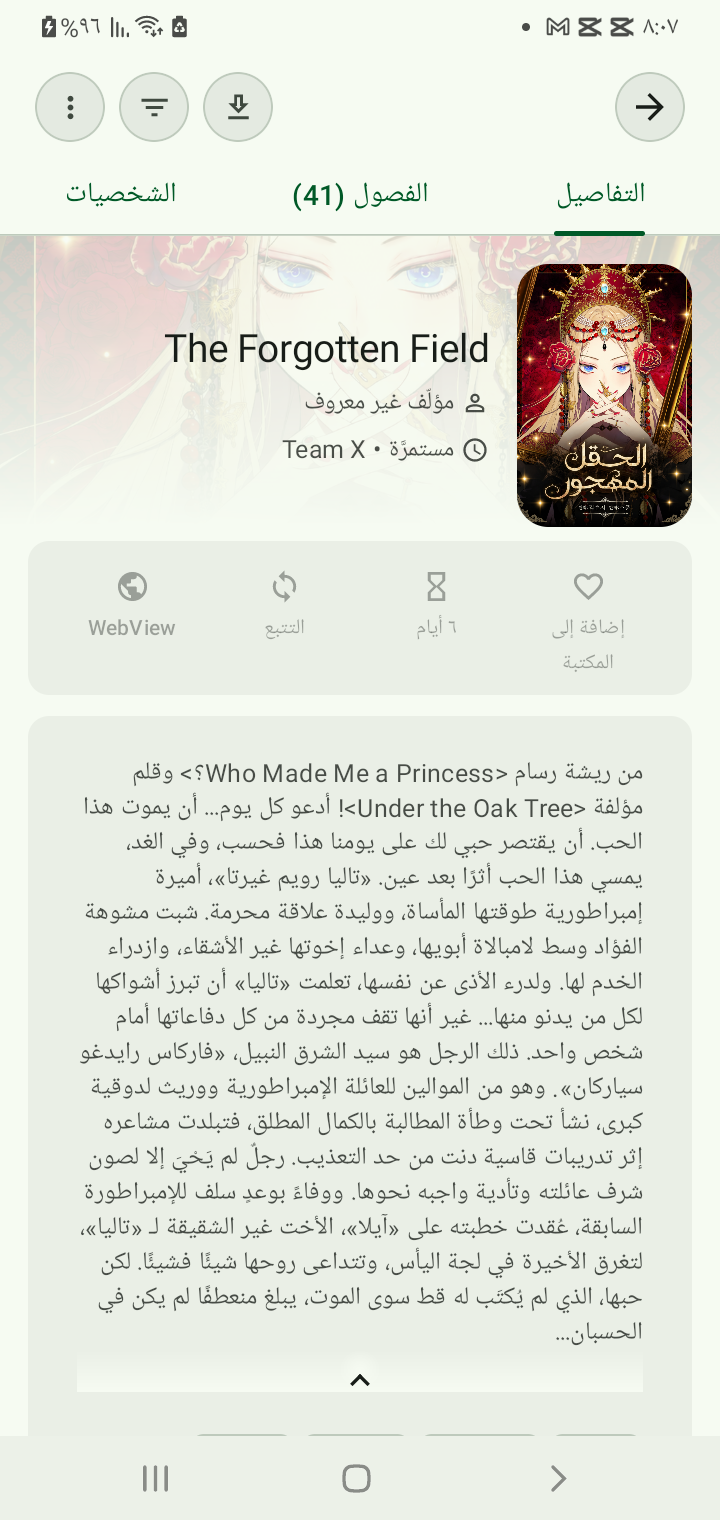 ٨:٠٧
%٩٦
التفاصيل
الفصول (41)
الشخصيات
الحقل
المهجور
The Forgotten Field
مؤلّف غير معروف
مستمرَّة • Team X
إضافة إلى المكتبة
٦ أيام
التتبع
WebView
من ريشة رسام <Who Made Me a Princess؟> وقلم
مؤلفة <Under the Oak Tree>! أدعو كل يوم... أن يموت هذا
الحب. أن يقتصر حبي لك على يومنا هذا فحسب، وفي الغد،
يمسي هذا الحب أثرًا بعد عين. «تاليا رويم غيرتا»، أميرة
إمبراطورية طوقتها المأساة، ووليدة علاقة محرمة. شبت مشوهة
الفؤاد وسط لامبالاة أبويها، وعداء إخوتها غير الأشقاء، وازدراء
الخدم لها. ولدرء الأذى عن نفسها، تعلمت «تاليا» أن تبرز أشواكها
لكل من يدنو منها... غير أنها تقف مجردة من كل دفاعاتها أمام
شخص واحد. ذلك الرجل هو سيد الشرق النبيل، «فاركاس رايدغو
سياركان». وهو من الموالين للعائلة الإمبراطورية ووريث لدوقية
كبرى، نشأ تحت وطأة المطالبة بالكمال المطلق، فتبلدت مشاعره
إثر تدريبات قاسية دنت من حد التعذيب. رجلٌ لم يَحْيَ إلا لصون
شرف عائلته وتأدية واجبه نحوها. ووفاءً بوعدٍ سلف للإمبراطورة
السابقة، عُقدت خطبته على «آيلا»، الأخت غير الشقيقة لـ «تاليا»،
لتغرق الأخيرة في لجة اليأس، وتتداعى روحها شيئًا فشيئًا. لكن
حبها، الذي لم يُكتَب له قط سوى الموت، يبلغ منعطفًا لم يكن في
الحسبان...